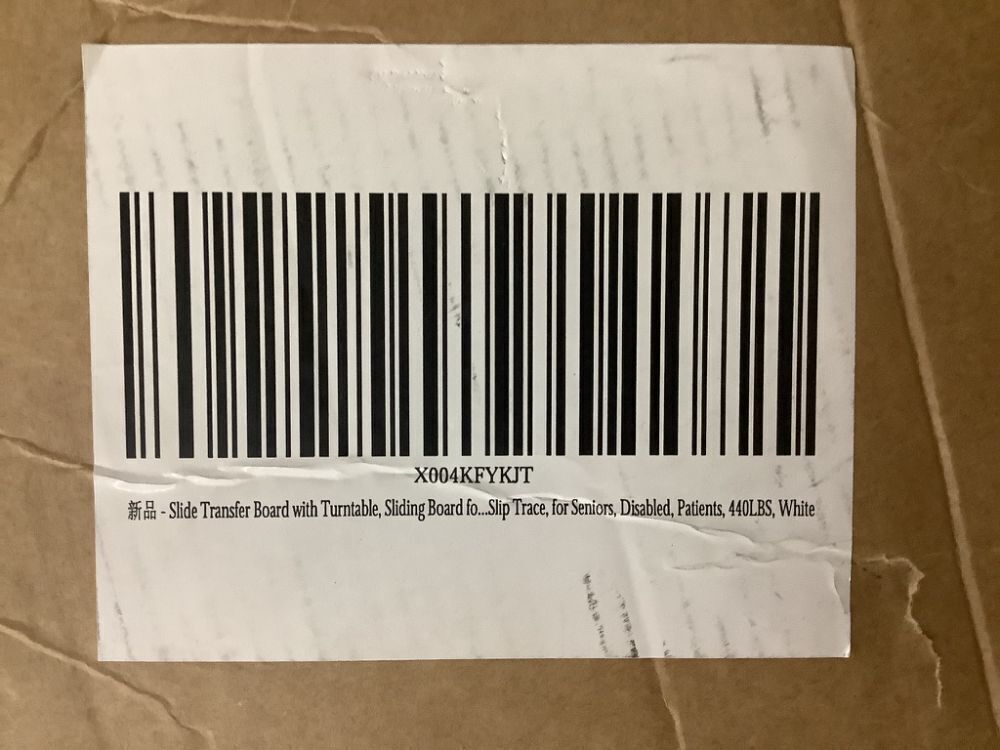 X004KFYKJT
新品 - Slide Transfer Board with Turntable, Sliding Board fo...Slip Trace, for Seniors, Disabled, Patients, 440LBS, White